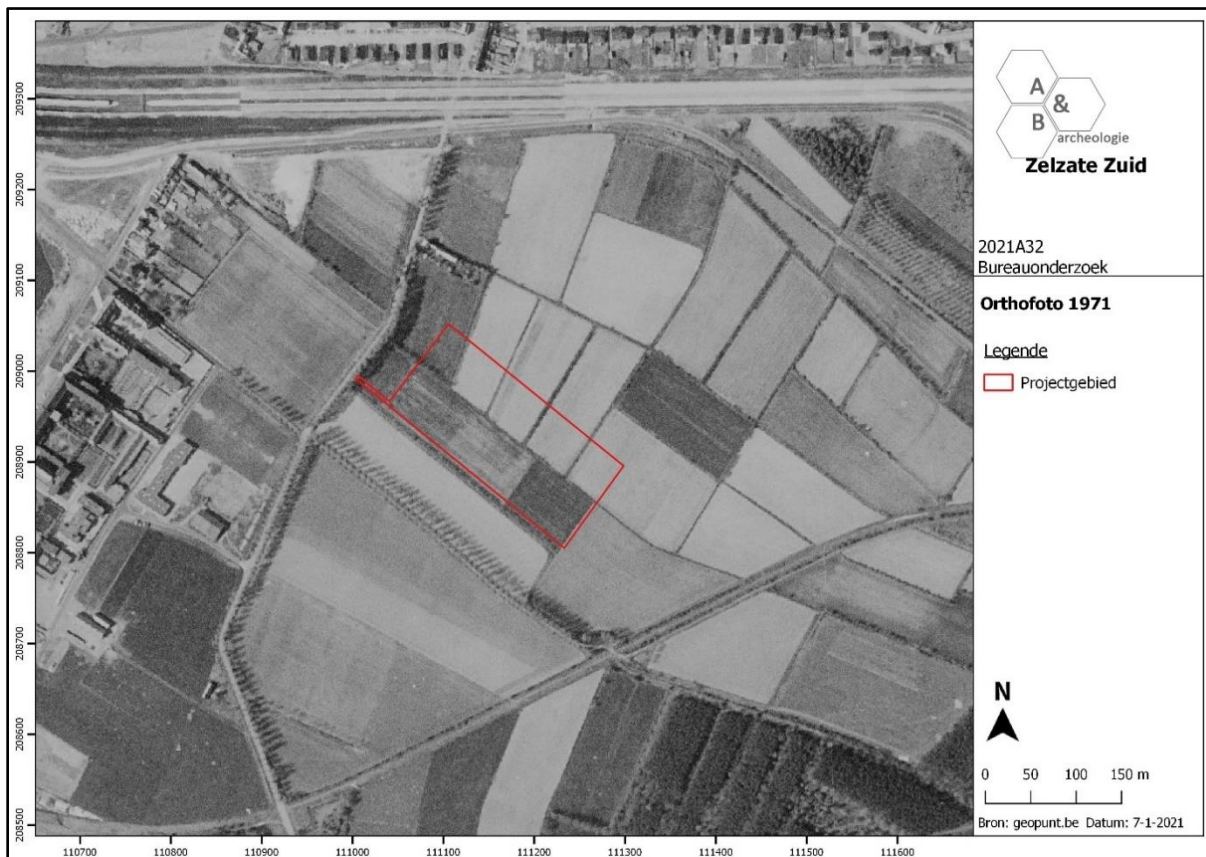 A
&
B
archeologie
Zelzate Zuid
2021A32
Bureauonderzoek
Orthofoto 1971
Legende
Projectgebied
N
0 50 100 150 m
Bron: geopunt.be Datum: 7-1-2021
209300
209200
209100
209000
208900
208800
208700
208600
208500
110700 110800 110900 111000 111100 111200 111300 111400 111500 111600